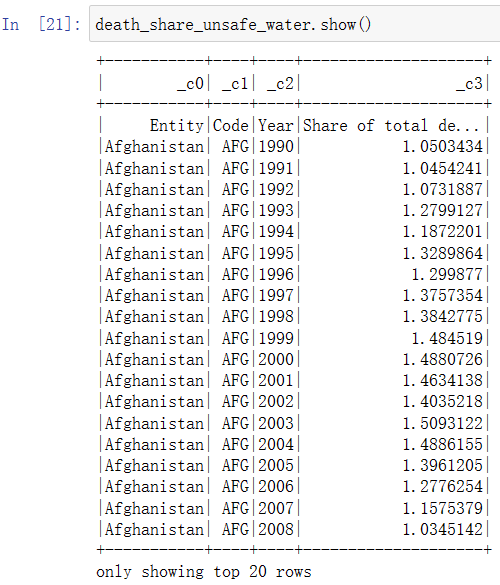 In [21]: death_share_unsafe_water.show()
+-----------+----+----+--------------------+
|        _c0| _c1| _c2|                 _c3|
+-----------+----+----+--------------------+
|     Entity|Code|Year|Share of total de...|
|Afghanistan| AFG|1990|           1.0503434|
|Afghanistan| AFG|1991|           1.0454241|
|Afghanistan| AFG|1992|           1.0731887|
|Afghanistan| AFG|1993|           1.2799127|
|Afghanistan| AFG|1994|           1.1872201|
|Afghanistan| AFG|1995|           1.3289864|
|Afghanistan| AFG|1996|            1.299877|
|Afghanistan| AFG|1997|           1.3757354|
|Afghanistan| AFG|1998|           1.3842775|
|Afghanistan| AFG|1999|            1.484519|
|Afghanistan| AFG|2000|           1.4880726|
|Afghanistan| AFG|2001|           1.4634138|
|Afghanistan| AFG|2002|           1.4035218|
|Afghanistan| AFG|2003|           1.5093122|
|Afghanistan| AFG|2004|           1.4886155|
|Afghanistan| AFG|2005|           1.3961205|
|Afghanistan| AFG|2006|           1.2776254|
|Afghanistan| AFG|2007|           1.1575379|
|Afghanistan| AFG|2008|           1.0345142|
+-----------+----+----+--------------------+
only showing top 20 rows